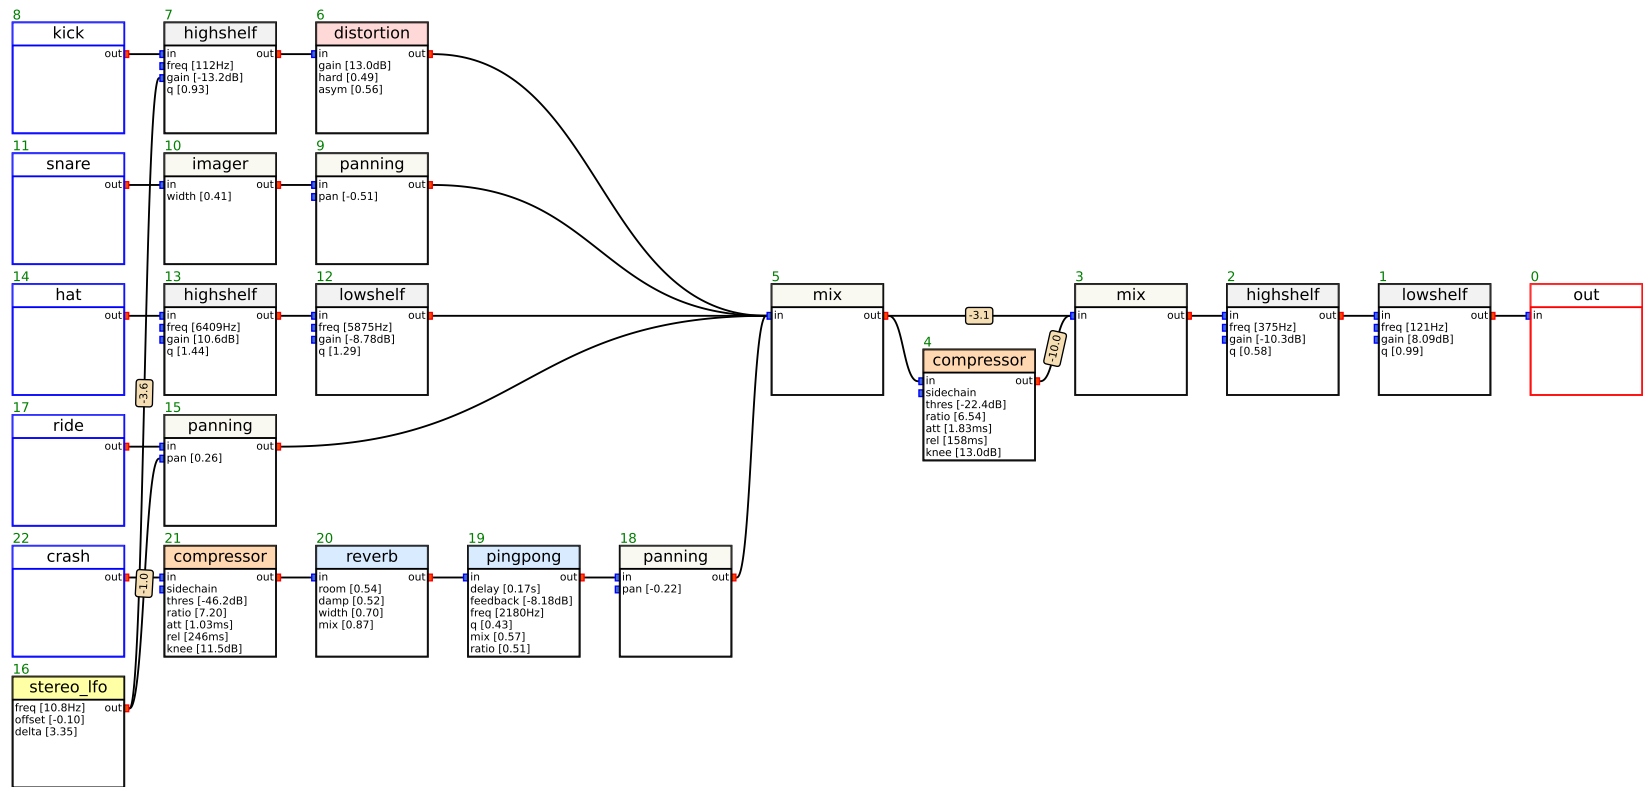 8
kick
out
7
highshelf
in out
freq [112Hz]
gain [-13.2dB]
q [0.93]
6
distortion
in out
gain [13.0dB]
hard [0.49]
asym [0.56]
11
snare
out
10
imager
in out
width [0.41]
9
panning
in out
pan [-0.51]
14
hat
out
13
highshelf
in out
freq [6409Hz]
gain [10.6dB]
q [1.44]
12
lowshelf
in out
freq [5875Hz]
gain [-8.78dB]
q [1.29]
5
mix
in out
-3.1
4
compressor
in out
sidechain
thres [-22.4dB]
ratio [6.54]
att [1.83ms]
rel [158ms]
knee [13.0dB]
-10.0
3
mix
in out
2
highshelf
in out
freq [375Hz]
gain [-10.3dB]
q [0.58]
1
lowshelf
in out
freq [121Hz]
gain [8.09dB]
q [0.99]
0
out
in
-3.6
17
ride
out
15
panning
in out
pan [0.26]
22
crash
out
-1.0
21
compressor
in out
sidechain
thres [-46.2dB]
ratio [7.20]
att [1.03ms]
rel [246ms]
knee [11.5dB]
20
reverb
in out
room [0.54]
damp [0.52]
width [0.70]
mix [0.87]
19
pingpong
in out
delay [0.17s]
feedback [-8.18dB]
freq [2180Hz]
q [0.43]
mix [0.57]
ratio [0.51]
18
panning
in out
pan [-0.22]
16
stereo_lfo
freq [10.8Hz] out
offset [-0.10]
delta [3.35]